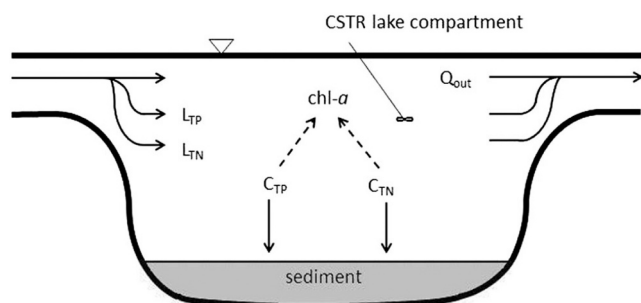 CSTR lake compartment
Q_out
chl-a
L_TP
L_TN
C_TP C_TN
sediment